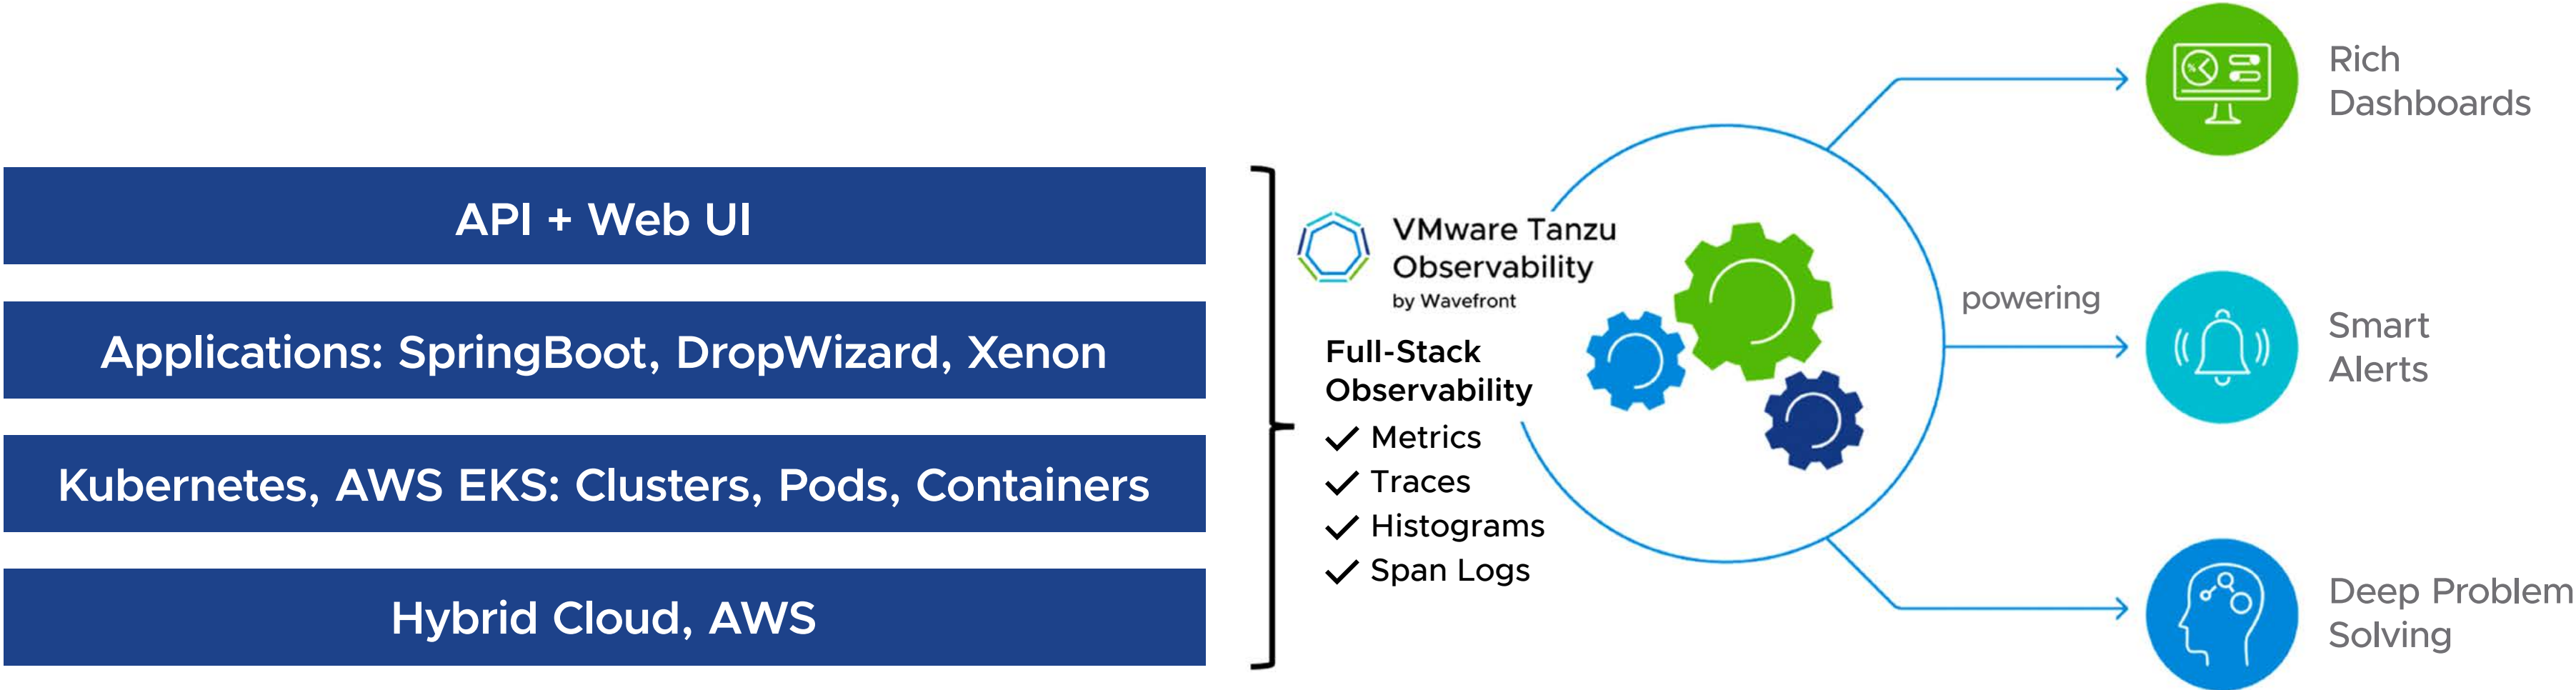 API + Web UI
Applications: SpringBoot, DropWizard, Xenon
Kubernetes, AWS EKS: Clusters, Pods, Containers
Hybrid Cloud, AWS
VMware Tanzu
Observability
by Wavefront
Full-Stack
Observability
✓ Metrics
✓ Traces
✓ Histograms
✓ Span Logs
powering
Rich
Dashboards
Smart
Alerts
Deep Problem
Solving